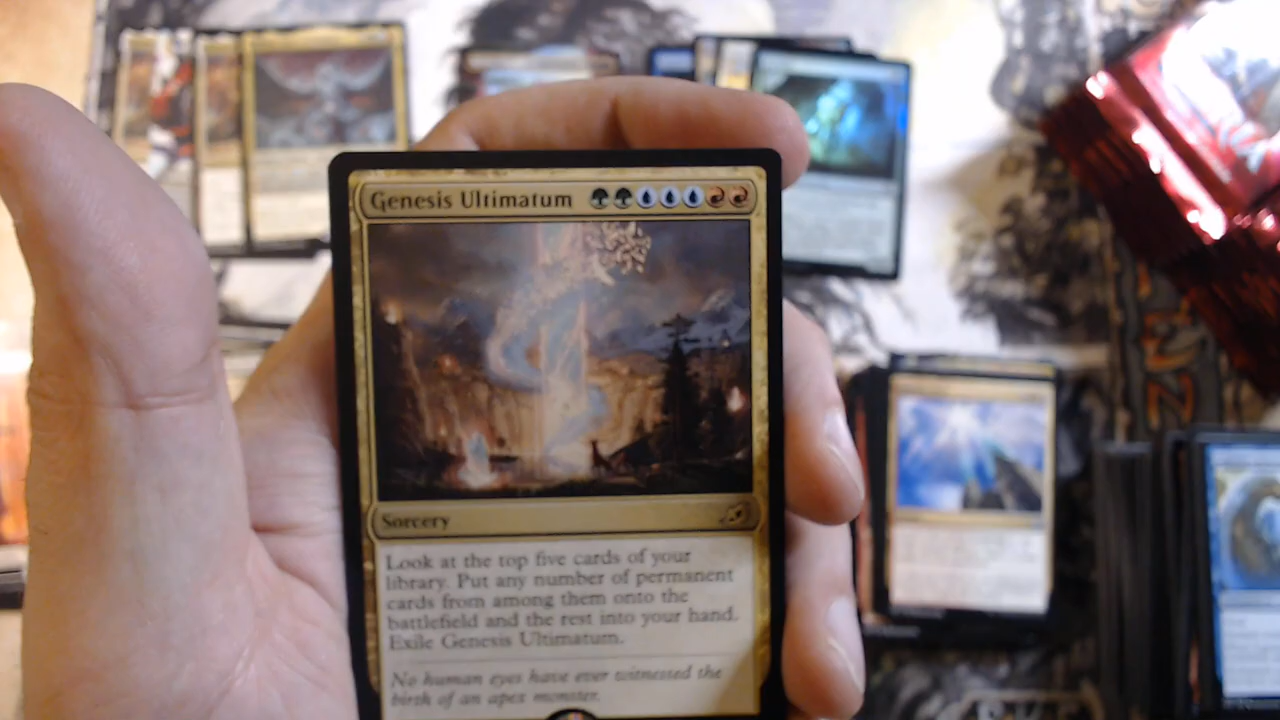 Genesis Ultimatum
Sorcery
Look at the top five cards of your
library. Put any number of permanent
cards from among them onto the
battlefield and the rest into your hand.
Exile Genesis Ultimatum.
No human eyes have ever witnessed the
birth of an apex monster.